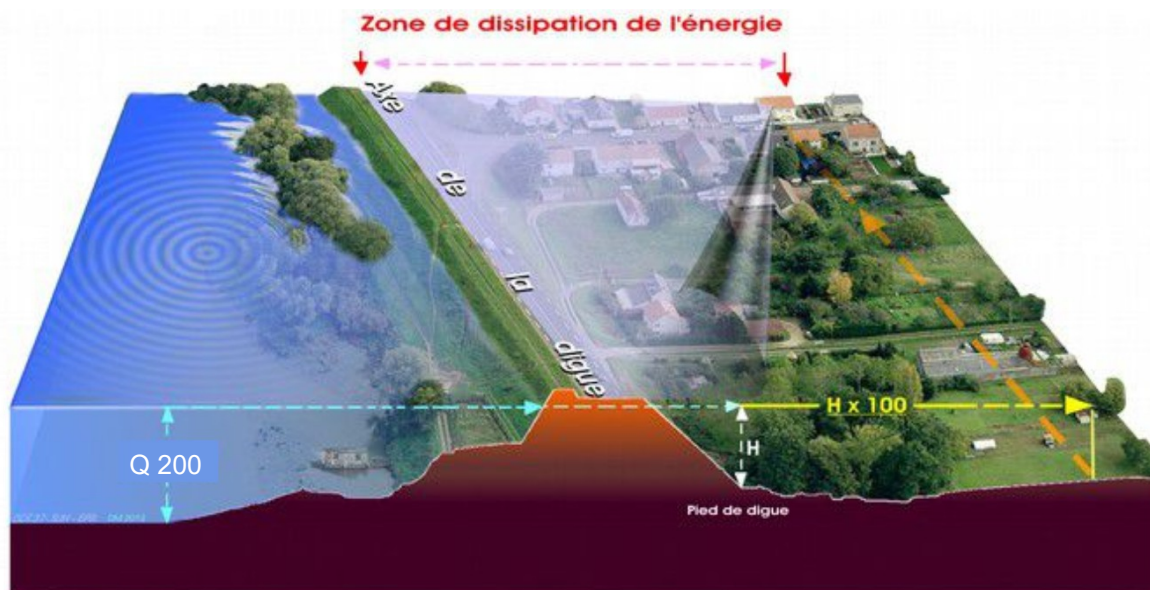 Zone de dissipation de l'énergie
Axe de la digue
H x 100
Q 200
H
Pied de digue